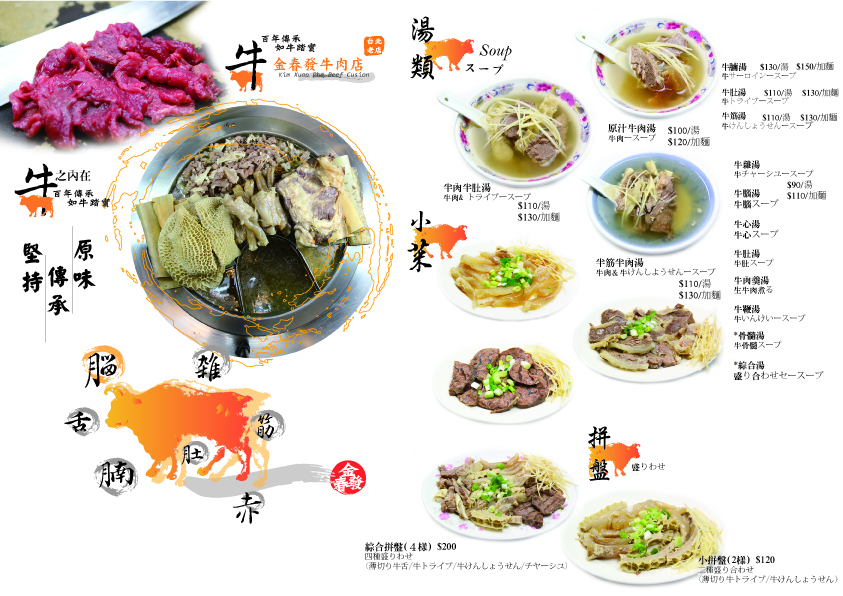 百年傳承
如牛踏實
牛
金春發牛肉店
台北
老店
牛之內在
百年傳承
如牛踏實
原味
傳承
堅持
腦
雜
舌
筋
肚
腩
赤
金春發
湯類
Soup
スープ
牛腩湯 $130/湯 $150/加麵
牛サーロインースープ
牛肚湯 $110/湯 $130/加麵
牛トライプースープ
牛筋湯 $110/湯 $130/加麵
牛けんしょうせんースープ
原汁牛肉湯 $100/湯
牛肉ースープ $120/加麵
半肉半肚湯
牛肉& トライプースープ
$110/湯
$130/加麵
牛雜湯
牛チャーシュースープ
$90/湯
牛腦湯 $110/加麵
牛腦スープ
牛心湯
牛心スープ
牛肚湯
牛肚スープ
牛肉羹湯
生牛肉煮る
牛鞭湯
牛いんけいースープ
*骨髓湯
牛骨髓スープ
*綜合湯
盛り合わせセースープ
半筋半肉湯
牛肉& 牛けんしようせんースープ
$110/湯
$130/加麵
小菜
拼盤
盛りわせ
綜合拼盤(４樣) $200
四種盛りわせ
(薄切り牛舌/牛トライプ/牛けんしょうせん/チヤーシユ)
小拼盤(2樣) $120
二種盛り合わせ
(薄切り牛トライプ/牛けんしょうせん)